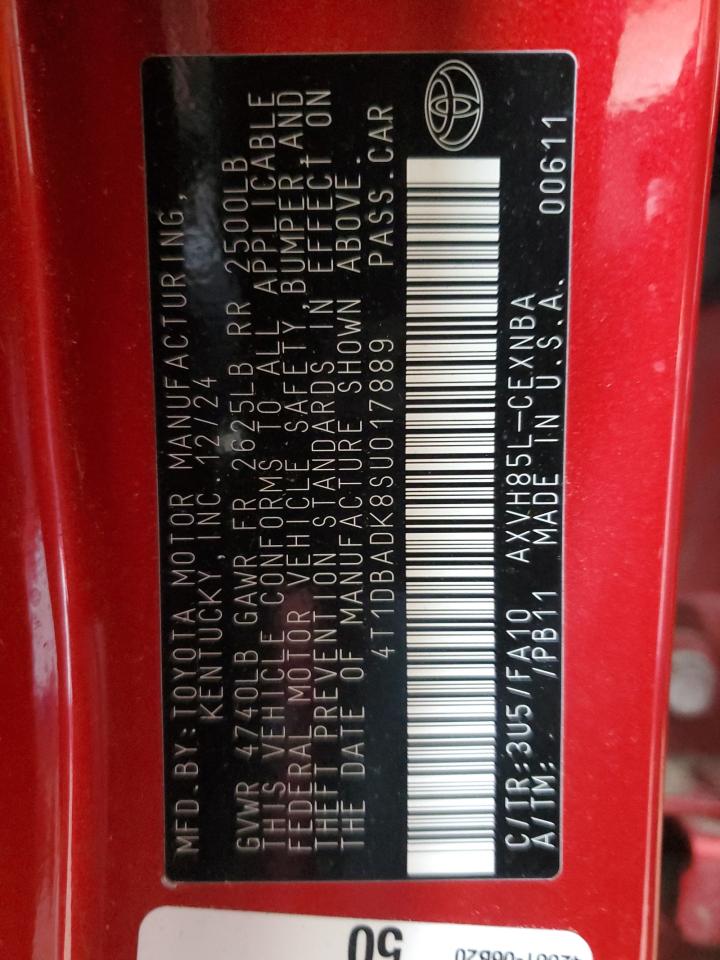 MFD.BY:TOYOTA MOTOR MANUFACTURING,
KENTUCKY,INC. 12/24
GVWR 4740LB GAWR FR 2625LB RR 2500LB
THIS VEHICLE CONFORMS TO ALL APPLICABLE
FEDERAL MOTOR VEHICLE SAFETY,BUMPER,AND
THEFT PREVENTION STANDARDS IN EFFECT ON
THE DATE OF MANUFACTURE SHOWN ABOVE.
4T1DBADK8SU017889 PASS.CAR
C/TR:3U5/FA10 AXVH85L-CEXNBA
A/TM: /PB11 MADE IN U.S.A. 00611
50